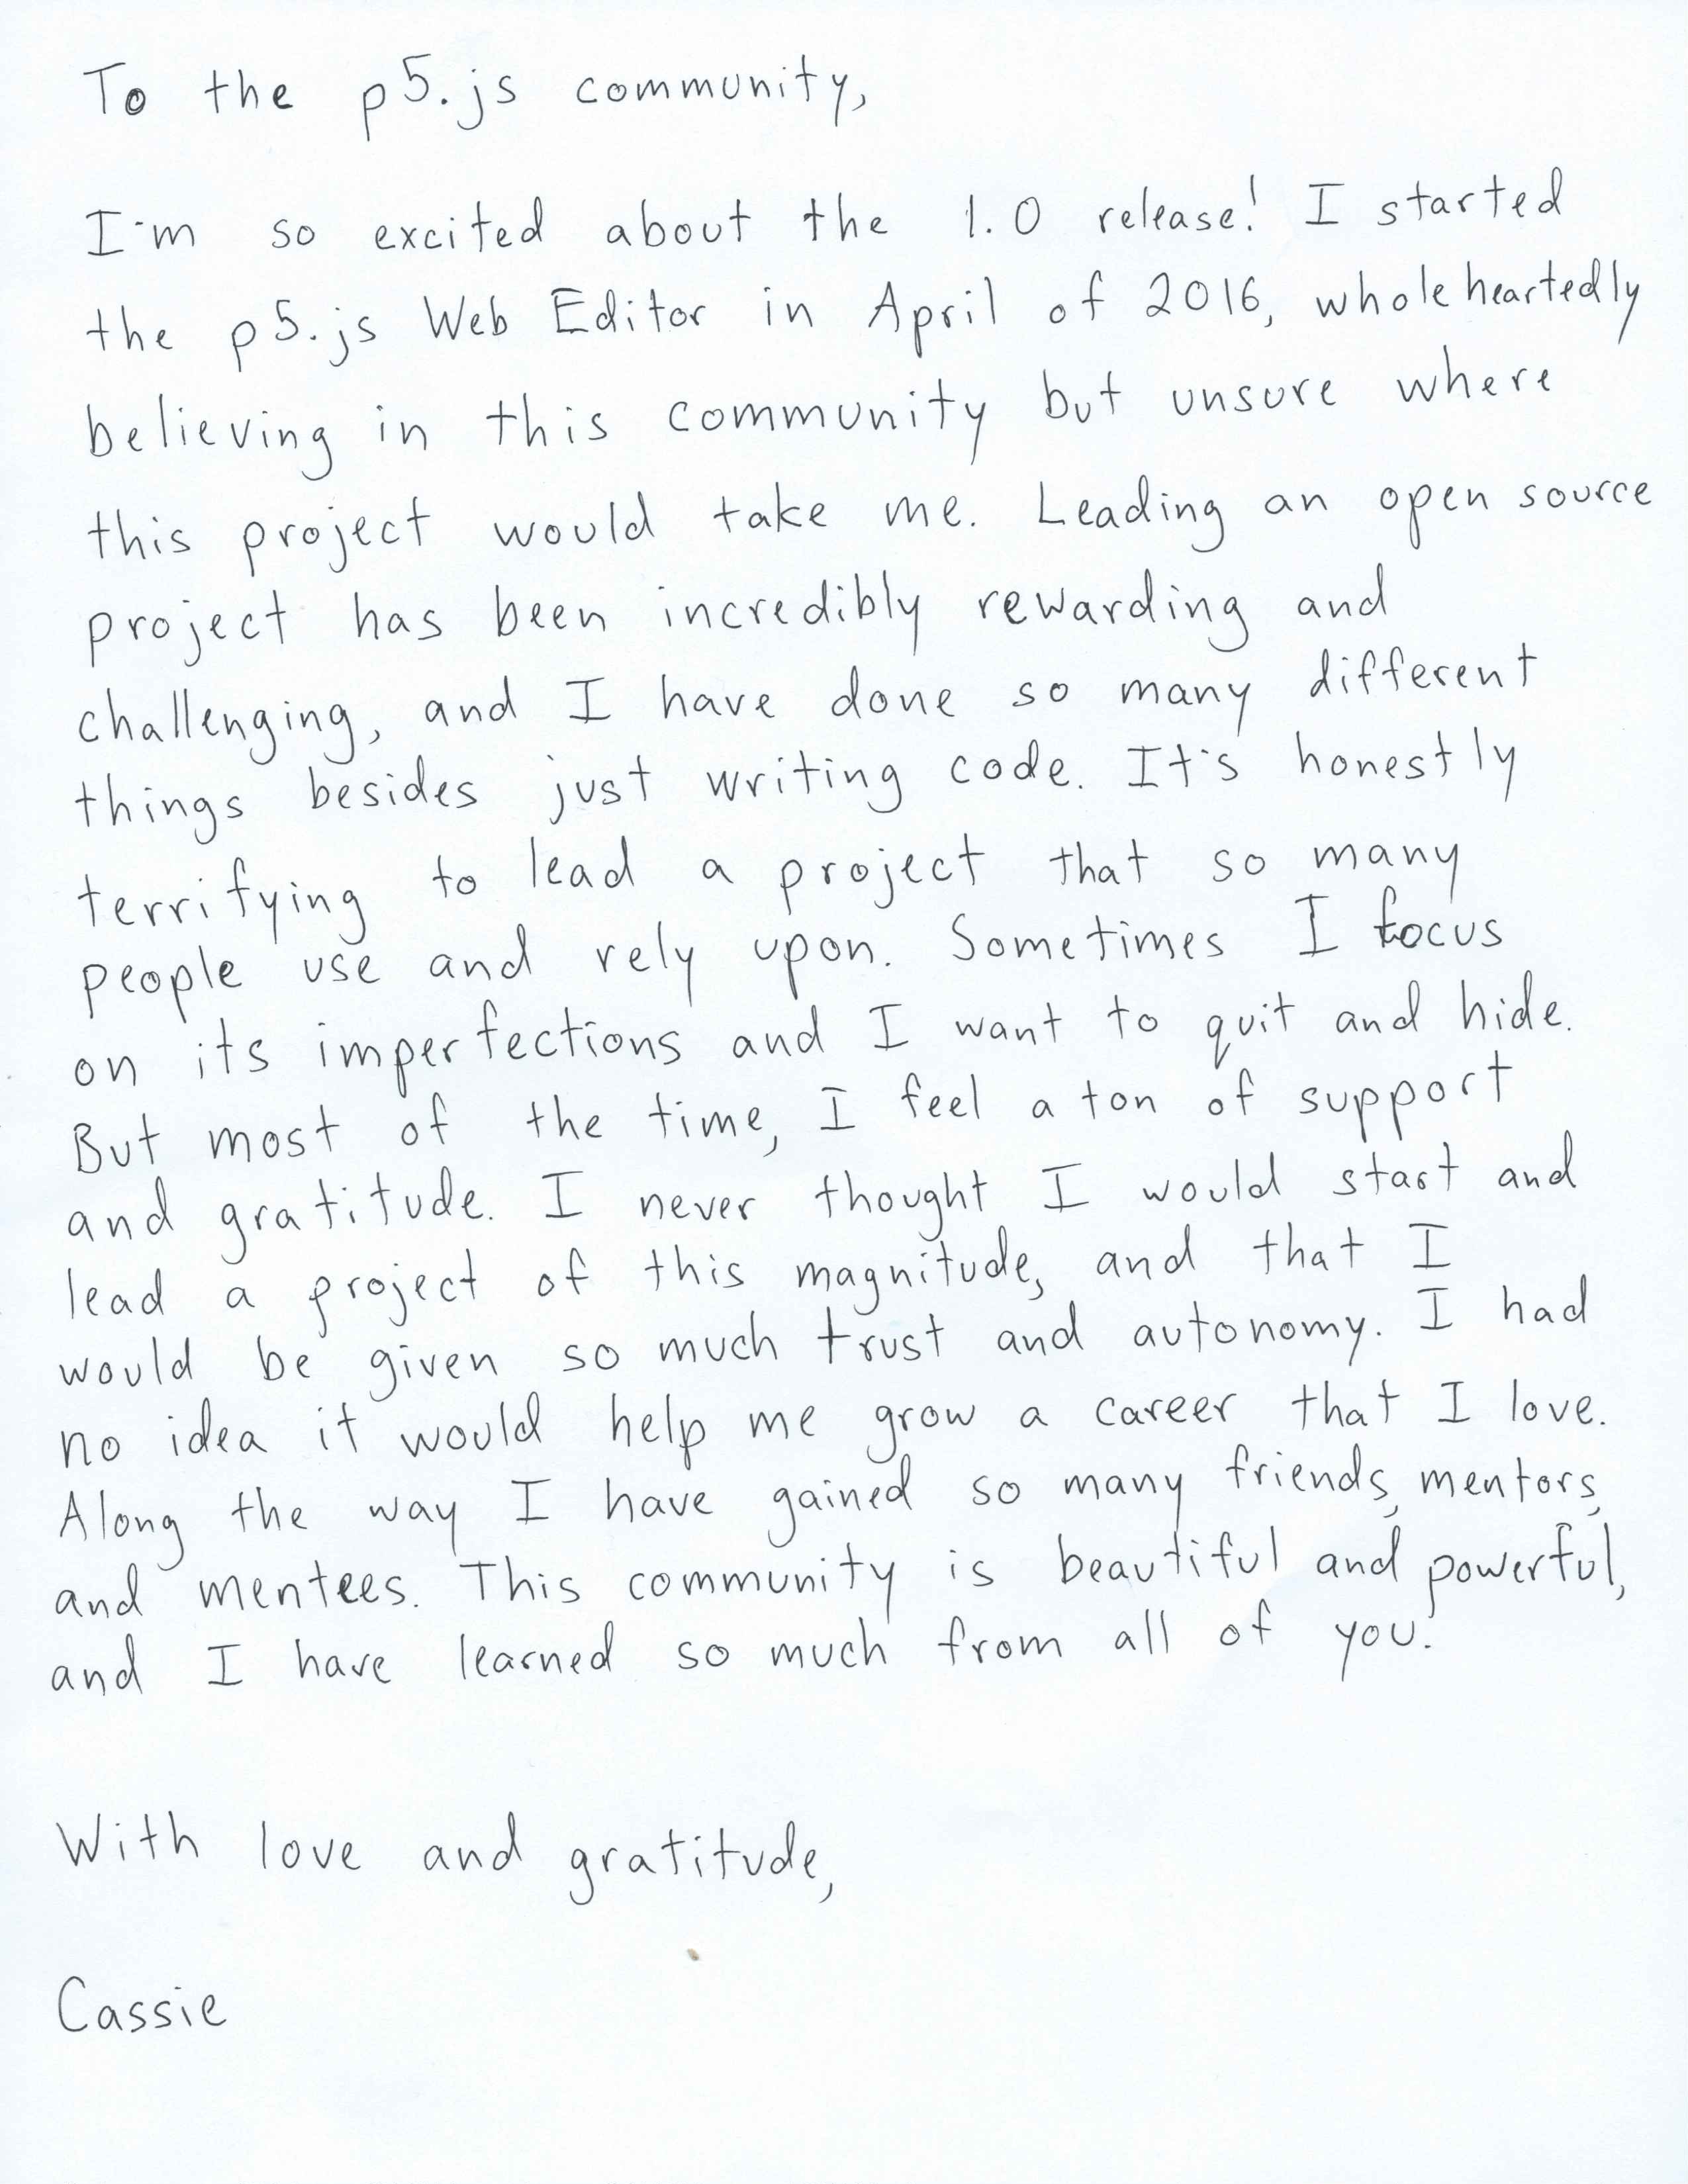 To the p5.js community,
I'm so excited about the 1.0 release! I started
the p5.js Web Editor in April of 2016, wholeheartedly
believing in this community but unsure where
this project would take me. Leading an open source
project has been incredibly rewarding and
challenging, and I have done so many different
things besides just writing code. It's honestly
terrifying to lead a project that so many
people use and rely upon. Sometimes I focus
on its imperfections and I want to quit and hide.
But most of the time, I feel a ton of support
and gratitude. I never thought I would start and
lead a project of this magnitude, and that I
would be given so much trust and autonomy. I had
no idea it would help me grow a career that I love.
Along the way I have gained so many friends, mentors,
and mentees. This community is beautiful and powerful,
and I have learned so much from all of you.
With love and gratitude,
Cassie